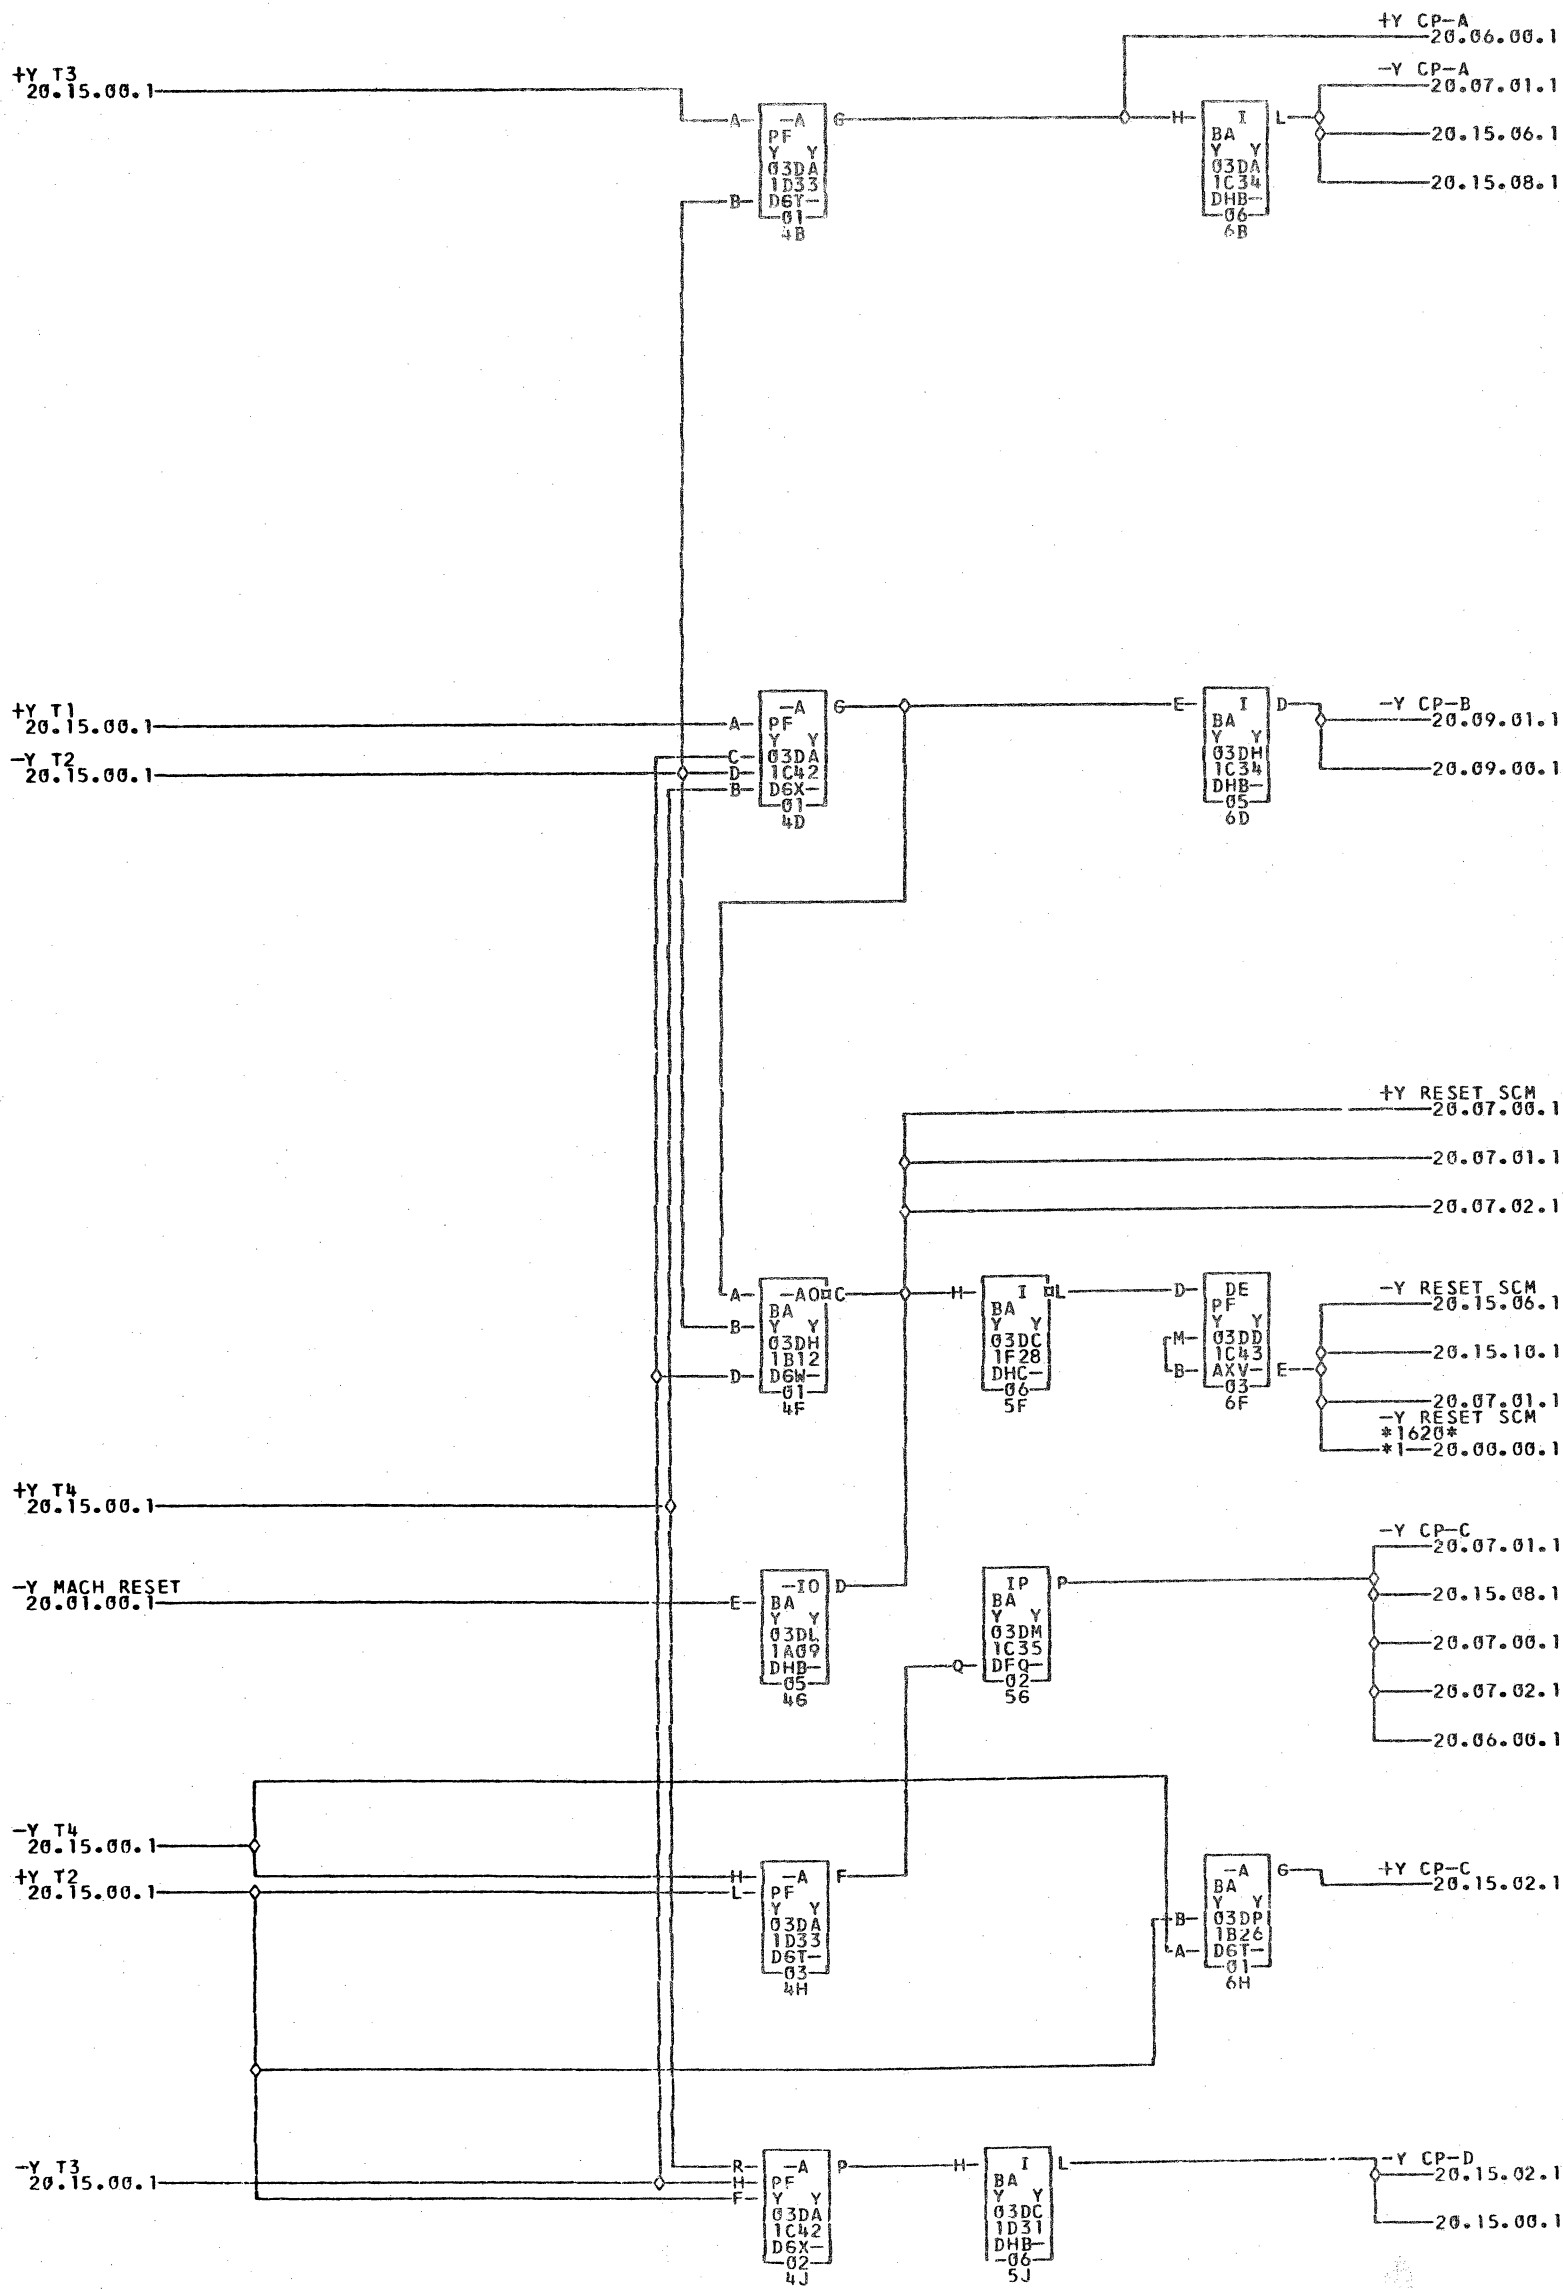 +Y CP-A
20.06.00.1
+Y T3
20.15.00.1
-Y CP-A
20.07.01.1
20.15.06.1
20.15.08.1
A -A G
PF
Y Y
03DA
1D33
B D6T-
01
4B
H I L
BA
Y Y
03DA
1C34
DHB-
06
6B
+Y T1
20.15.00.1
-Y T2
20.15.00.1
-A G
A PF
Y Y
C 03DA
D 1C42
B D6X-
01
4D
E I D
BA
Y Y
03DH
1C34
DHB-
05
6D
-Y CP-B
20.09.01.1
20.09.00.1
+Y RESET SCM
20.07.00.1
20.07.01.1
20.07.02.1
A -AO C
BA
B Y Y
03DH
1B12
D D6W-
01
4F
H I L
BA
Y Y
03DC
1F28
DHC-
06
5F
D DE
PF
Y Y
M 03DD
1C43
B AXV- E
03
6F
-Y RESET SCM
20.15.06.1
20.15.10.1
20.07.01.1
-Y RESET SCM
*1620*
*1 20.00.00.1
+Y T4
20.15.00.1
-Y MACH RESET
20.01.00.1
-IO D
E BA
Y Y
03DL
1A09
DHB-
05
4G
IP P
BA
Y Y
03DM
1C35
Q DFQ-
02
5G
-Y CP-C
20.07.01.1
20.15.08.1
20.07.00.1
20.07.02.1
20.06.00.1
-Y T4
20.15.00.1
+Y T2
20.15.00.1
H -A F
L PF
Y Y
03DA
1D33
D6T-
03
4H
-A G
BA
Y Y
B 03DP
1B26
A D6T-
01
6H
+Y CP-C
20.15.02.1
-Y T3
20.15.00.1
R -A P
H PF
F Y Y
03DA
1C42
D6X-
02
4J
H I L
BA
Y Y
03DC
1D31
DHB-
06
5J
-Y CP-D
20.15.02.1
20.15.00.1